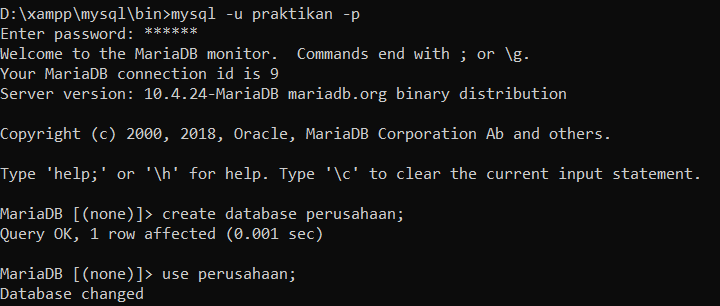 D:\xampp\mysql\bin>mysql -u praktikan -p
Enter password: ******
Welcome to the MariaDB monitor.  Commands end with ; or \g.
Your MariaDB connection id is 9
Server version: 10.4.24-MariaDB mariadb.org binary distribution
Copyright (c) 2000, 2018, Oracle, MariaDB Corporation Ab and others.
Type 'help;' or '\h' for help. Type '\c' to clear the current input statement.
MariaDB [(none)]> create database perusahaan;
Query OK, 1 row affected (0.001 sec)
MariaDB [(none)]> use perusahaan;
Database changed